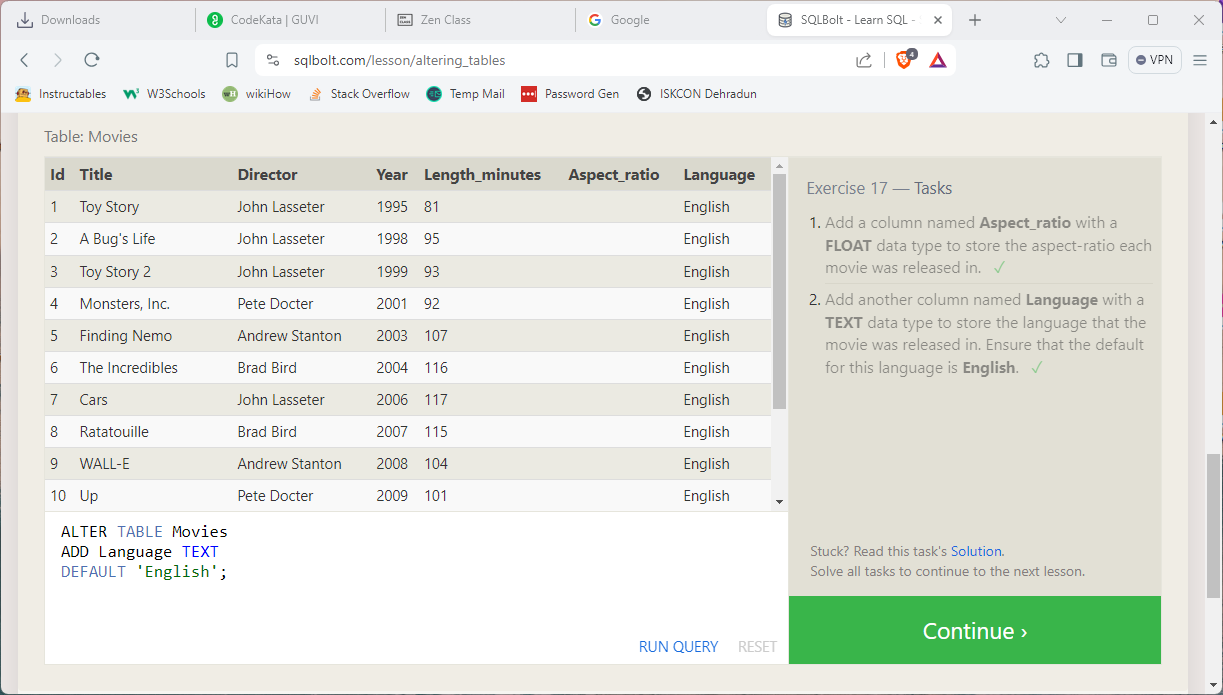 Downloads
CodeKata | GUVI
Zen Class
Google
SQLBolt - Learn SQL -
sqlbolt.com/lesson/altering_tables
4
VPN
Instructables
W3Schools
wikiHow
Stack Overflow
Temp Mail
Password Gen
ISKCON Dehradun
Table: Movies
Id Title Director Year Length_minutes Aspect_ratio Language
1 Toy Story John Lasseter 1995 81 English
2 A Bug's Life John Lasseter 1998 95 English
3 Toy Story 2 John Lasseter 1999 93 English
4 Monsters, Inc. Pete Docter 2001 92 English
5 Finding Nemo Andrew Stanton 2003 107 English
6 The Incredibles Brad Bird 2004 116 English
7 Cars John Lasseter 2006 117 English
8 Ratatouille Brad Bird 2007 115 English
9 WALL-E Andrew Stanton 2008 104 English
10 Up Pete Docter 2009 101 English
ALTER TABLE Movies
ADD Language TEXT
DEFAULT 'English';
RUN QUERY RESET
Exercise 17 — Tasks
1. Add a column named Aspect_ratio with a
FLOAT data type to store the aspect-ratio each
movie was released in. ✓
2. Add another column named Language with a
TEXT data type to store the language that the
movie was released in. Ensure that the default
for this language is English. ✓
Stuck? Read this task's Solution.
Solve all tasks to continue to the next lesson.
Continue ›